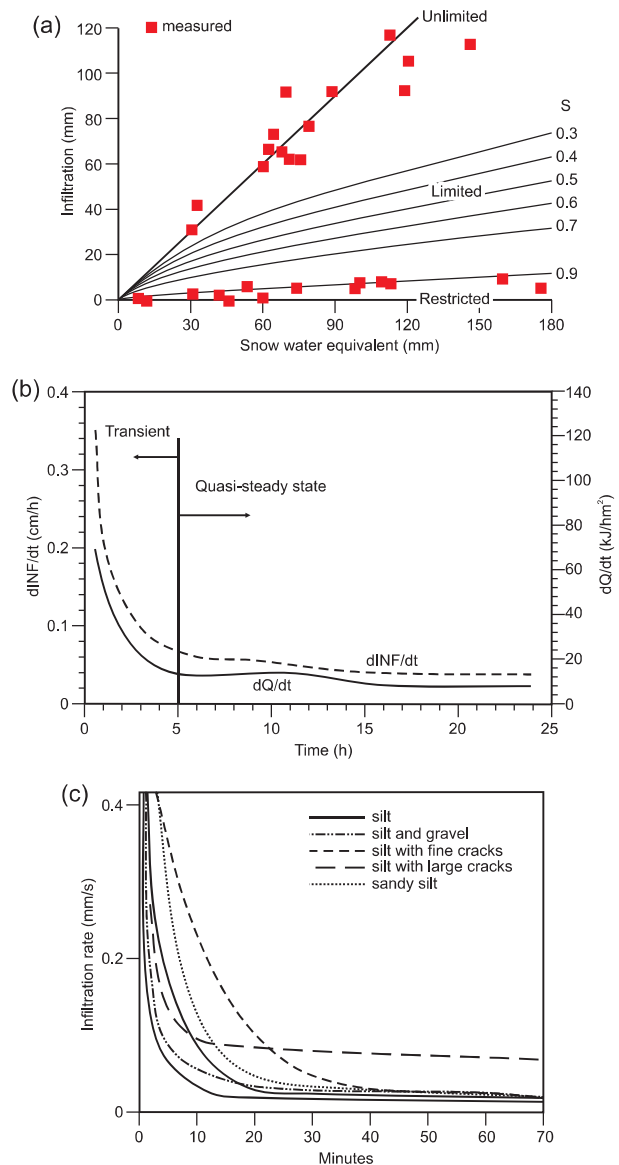 (a)
measured
Unlimited
120
100
80
60
40
20
0
Infiltration (mm)
S
0.3
0.4
0.5
0.6
0.7
0.9
Limited
Restricted
0 30 60 90 120 150 180
Snow water equivalent (mm)
(b)
0.4
0.3
0.2
0.1
0
dINF/dt (cm/h)
140
120
100
80
60
40
20
0
dQ/dt (kJ/hm²)
Transient
Quasi-steady state
dINF/dt
dQ/dt
0 5 10 15 20 25
Time (h)
(c)
0.4
0.2
0
Infiltration rate (mm/s)
silt
silt and gravel
silt with fine cracks
silt with large cracks
sandy silt
0 10 20 30 40 50 60 70
Minutes